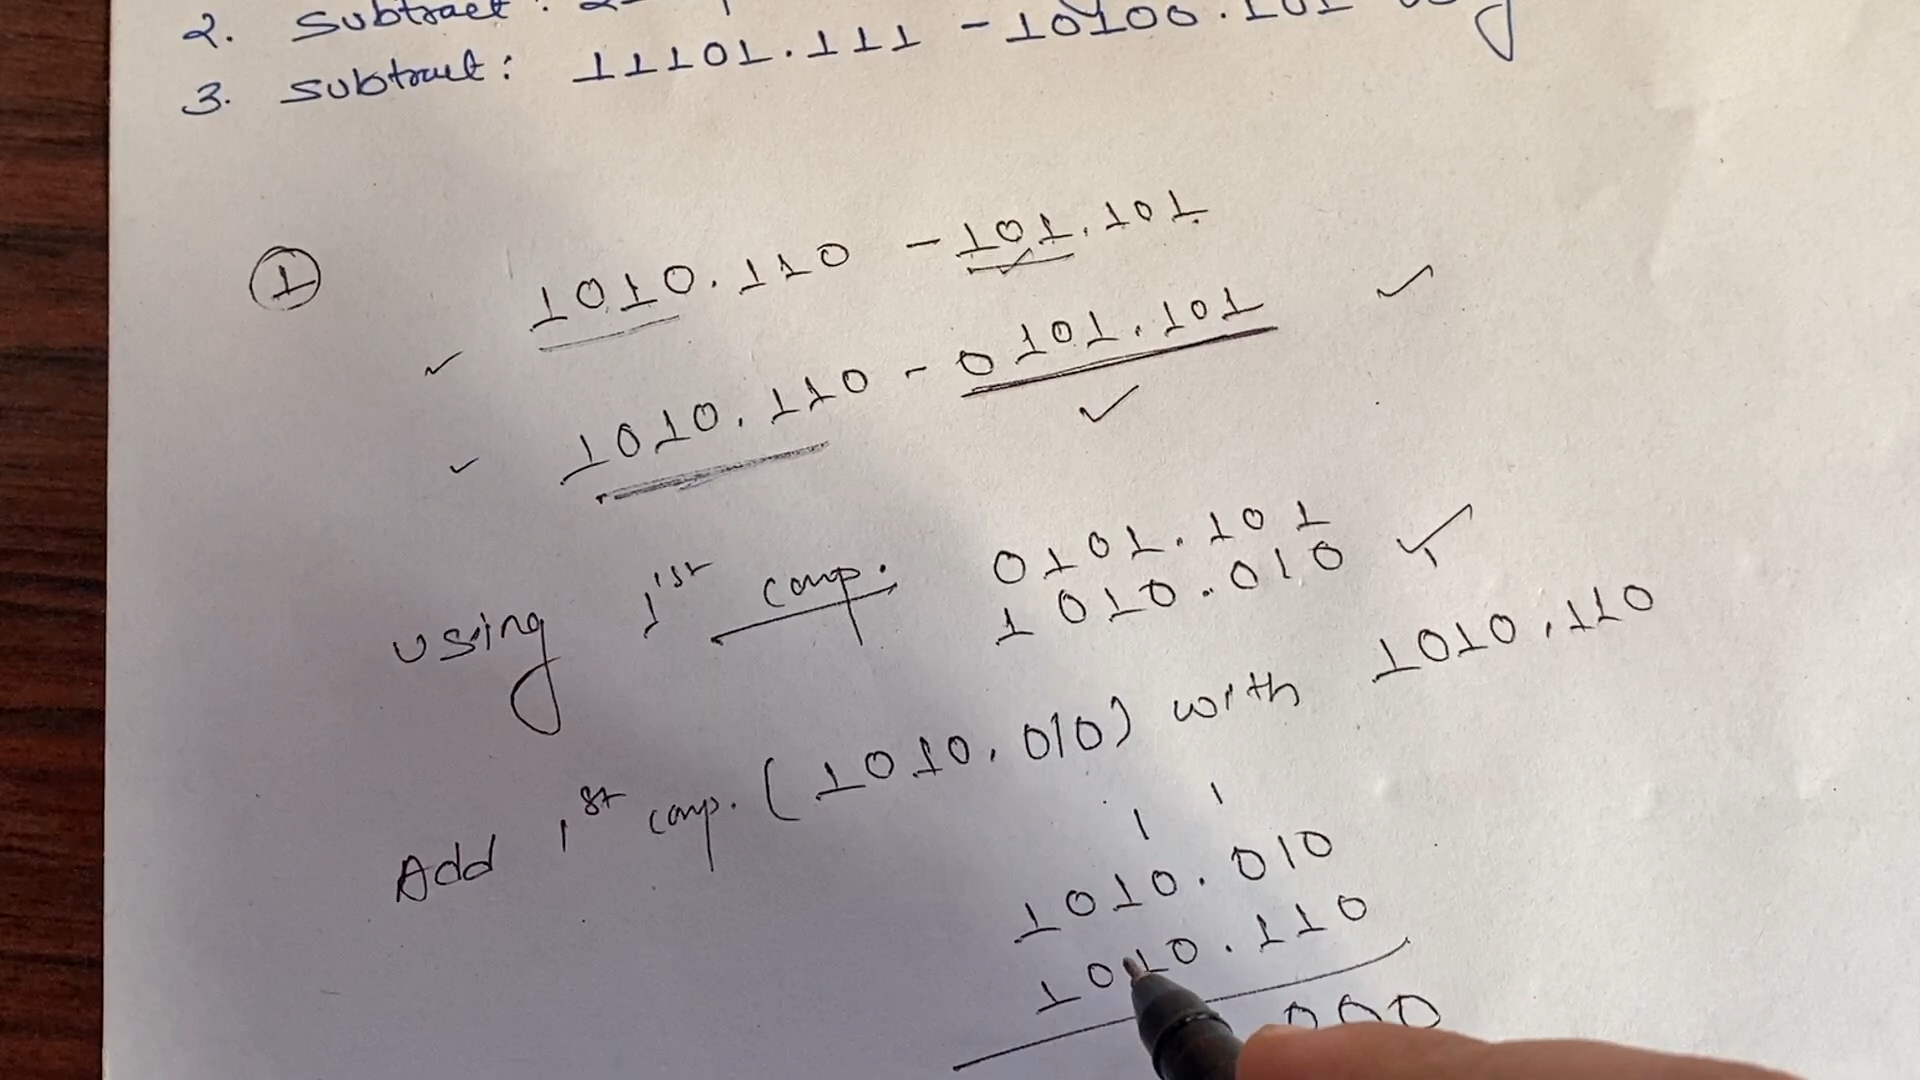 2. Subtract:
3. subtract: 11101.111 - 10100.101
1 1010.110 - 101.101
1010.110 - 0101.101
using 1'st comp. 0101.101
1010.010
Add 1st comp. (1010.010) with 1010.110
1 1
1010.010
1010.110
000